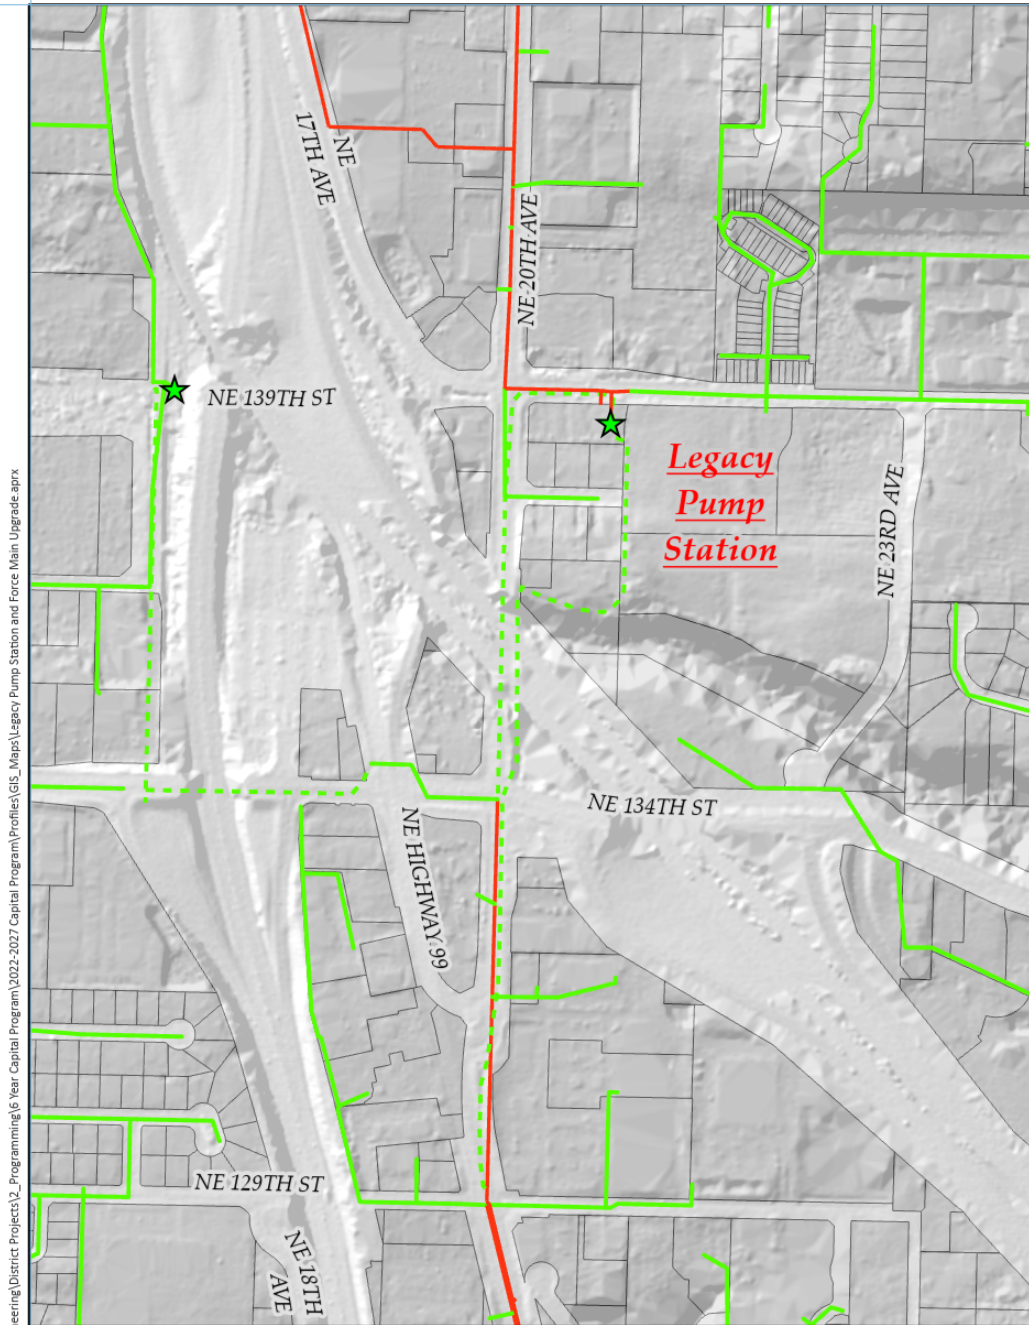 NE
17TH AVE
NE 20TH AVE
NE 139TH ST
Legacy
Pump
Station
NE 23RD AVE
NE 134TH ST
NE HIGHWAY 99
NE 129TH ST
NE 18TH
AVE
neering\District Projects\2_Programming\6 Year Capital Program\2022-2027 Capital Program\Profiles\GIS_Maps\Legacy Pump Station and Force Main Upgrade.aprx